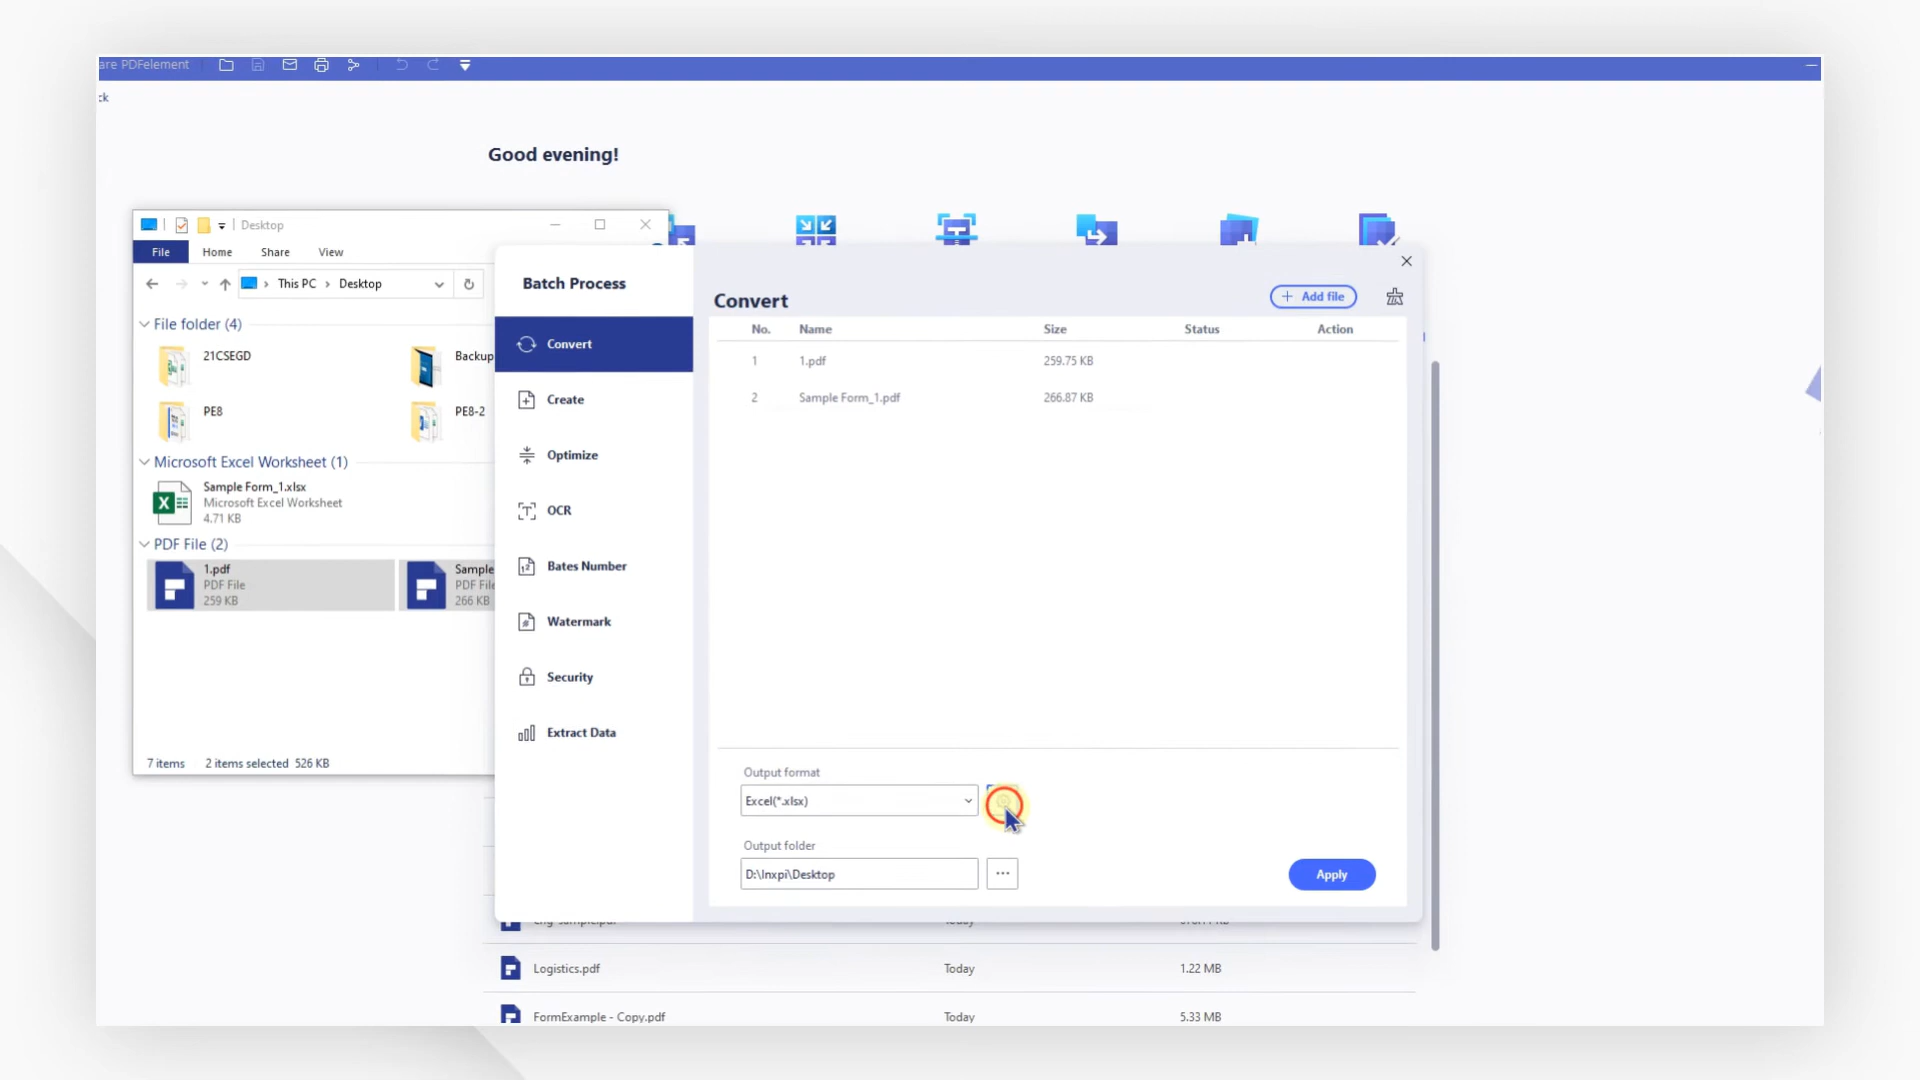 are PDFelement
ck
Good evening!
Desktop
File Home Share View
This PC Desktop
File folder (4)
21CSEGD
Backup
PE8
PE8-2
Microsoft Excel Worksheet (1)
Sample Form_1.xlsx
Microsoft Excel Worksheet
4.71 KB
PDF File (2)
1.pdf
PDF File
259 KB
Sample
PDF File
266 KB
7 items 2 items selected 526 KB
Batch Process
Convert
Create
Optimize
OCR
Bates Number
Watermark
Security
Extract Data
Convert
+ Add file
No. Name Size Status Action
1 1.pdf 259.75 KB
2 Sample Form_1.pdf 266.87 KB
Output format
Excel(*.xlsx)
Output folder
D:\lnxpi\Desktop
...
Apply
Logistics.pdf Today 1.22 MB
FormExample - Copy.pdf Today 5.33 MB